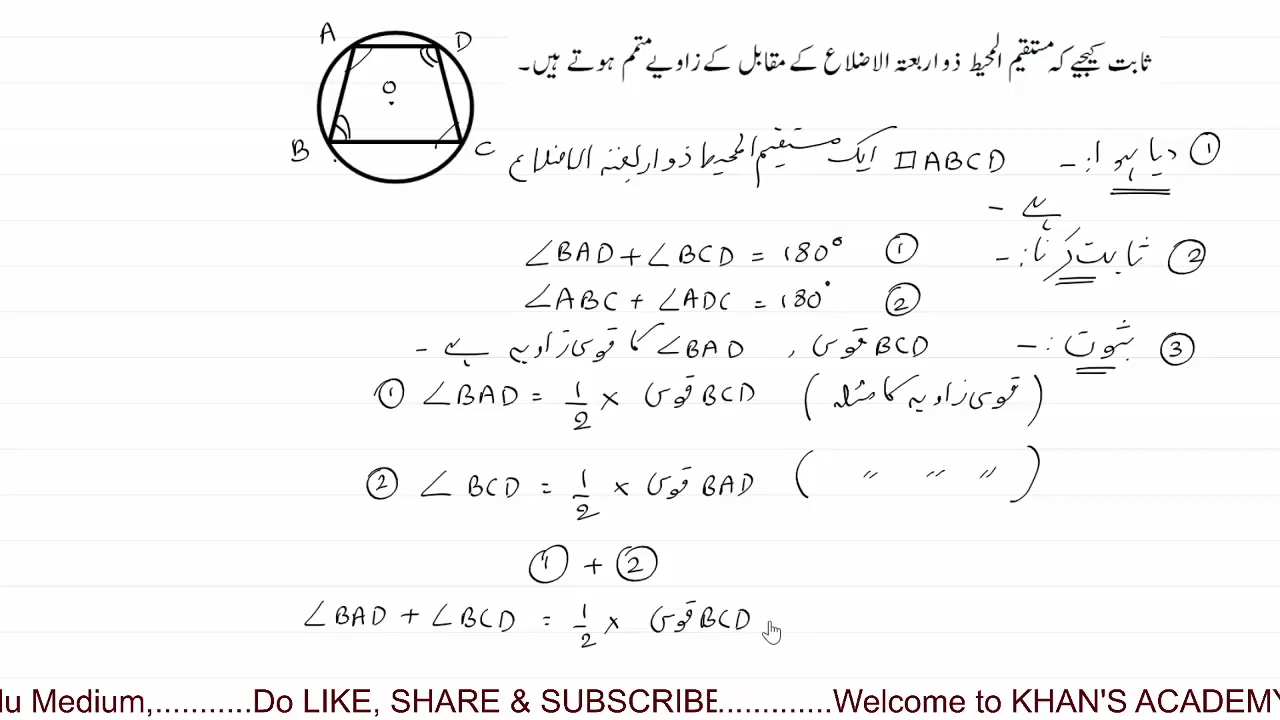 ثابت کیجیے کہ مستقیم المحیط ذواربعتہ الاضلاع کے مقابل کے زاویے متمم ہوتے ہیں۔
A
D
O
B
C
① دیا ہوا :- □ABCD ایک مستقیم المحیط ذواربعتہ الاضلاع
ہے -
② ثابت کرنا :- ∠BAD + ∠BCD = 180° ①
∠ABC + ∠ADC = 180° ②
③ ثبوت :- قوس BCD , ∠BAD کا قوسی زاویہ ہے -
① ∠BAD = 1/2 × قوس BCD (قوسی زاویہ کا مسئلہ)
② ∠BCD = 1/2 × قوس BAD ( " " " )
① + ②
∠BAD + ∠BCD = 1/2 × قوس BCD
du Medium,...........Do LIKE, SHARE & SUBSCRIBE.............Welcome to KHAN'S ACADEMY